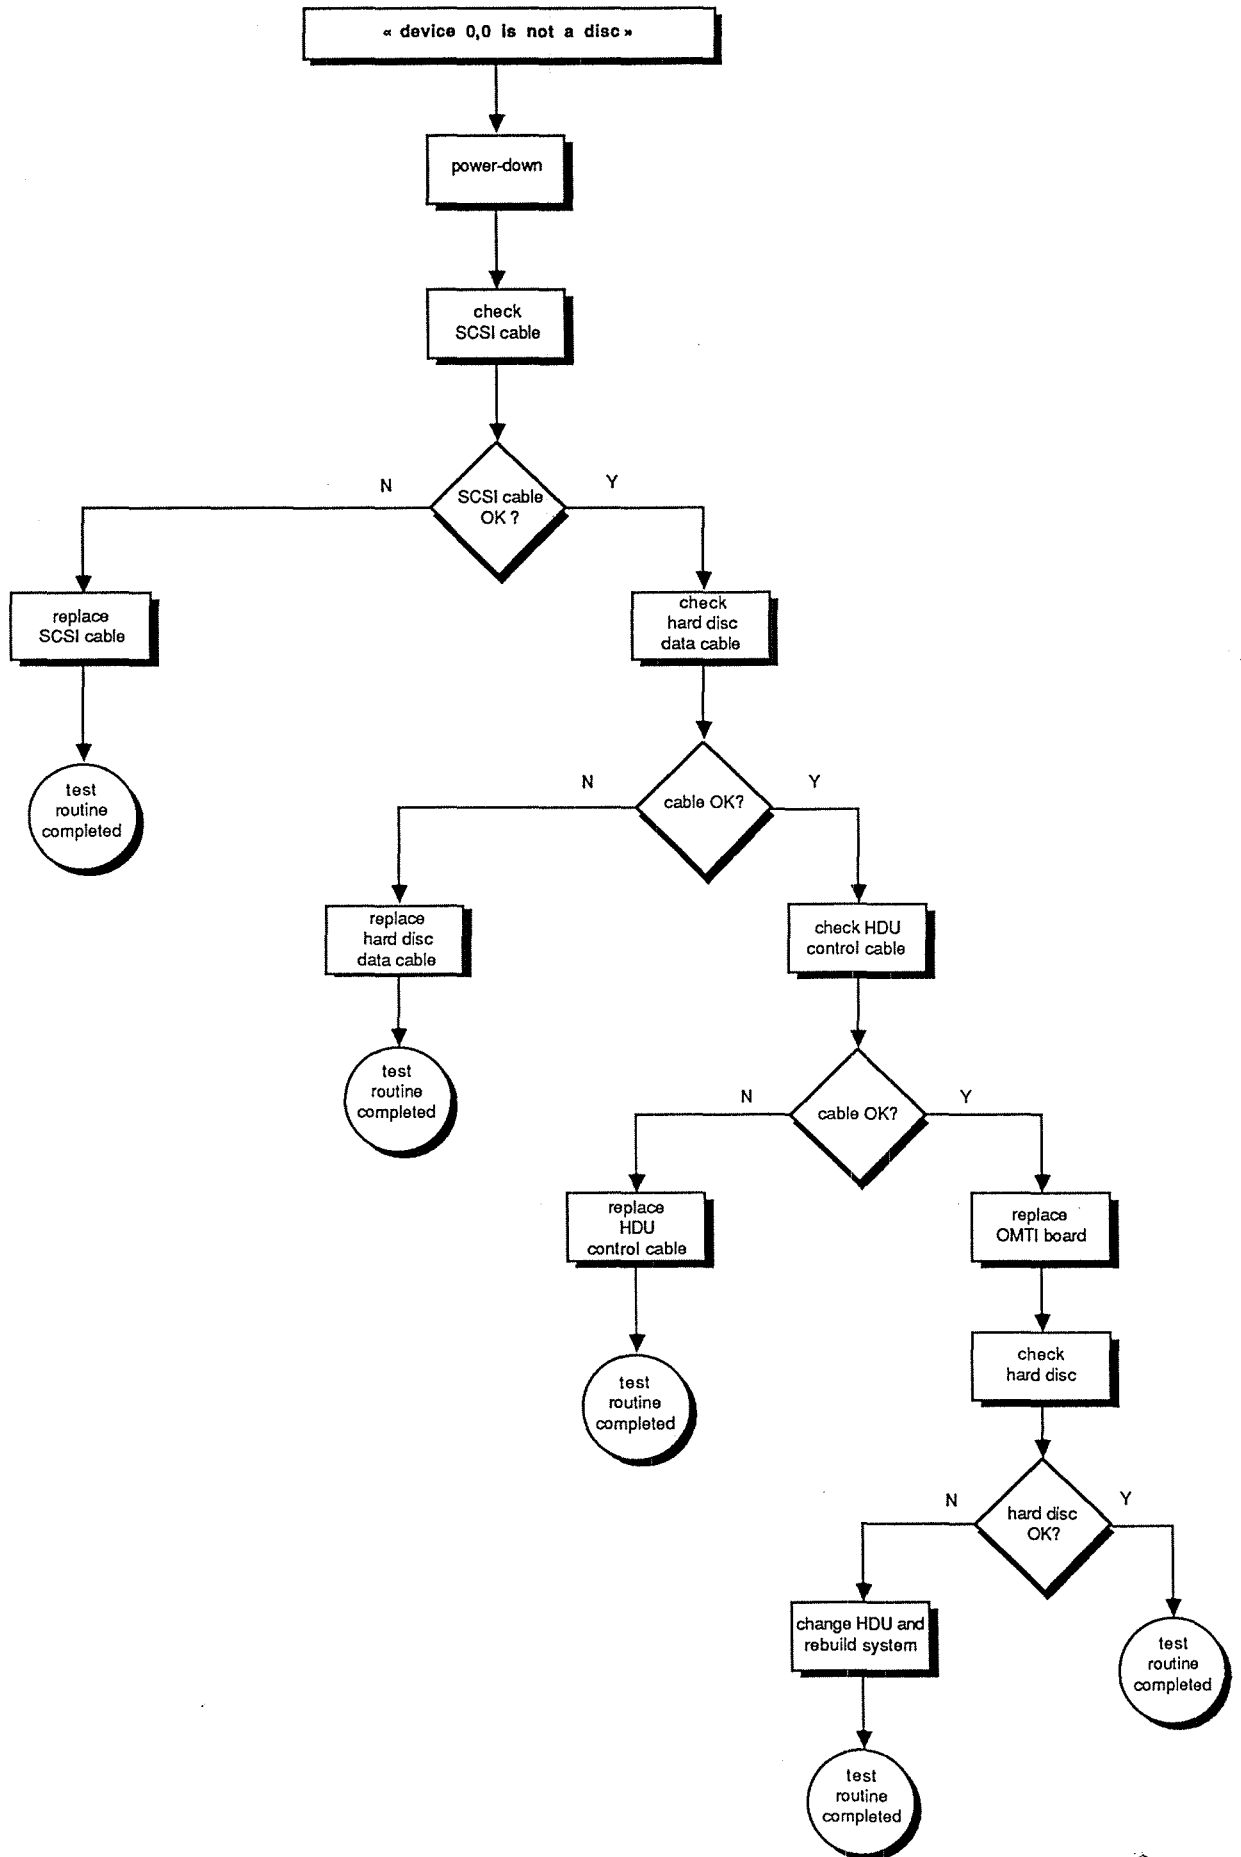 « device 0,0 is not a disc »
power-down
check
SCSI cable
SCSI cable
OK ?
N
Y
replace
SCSI cable
check
hard disc
data cable
test
routine
completed
cable OK?
N
Y
replace
hard disc
data cable
check HDU
control cable
test
routine
completed
cable OK?
N
Y
replace
HDU
control cable
replace
OMTI board
check
hard disc
test
routine
completed
hard disc
OK?
N
Y
change HDU and
rebuild system
test
routine
completed
test
routine
completed